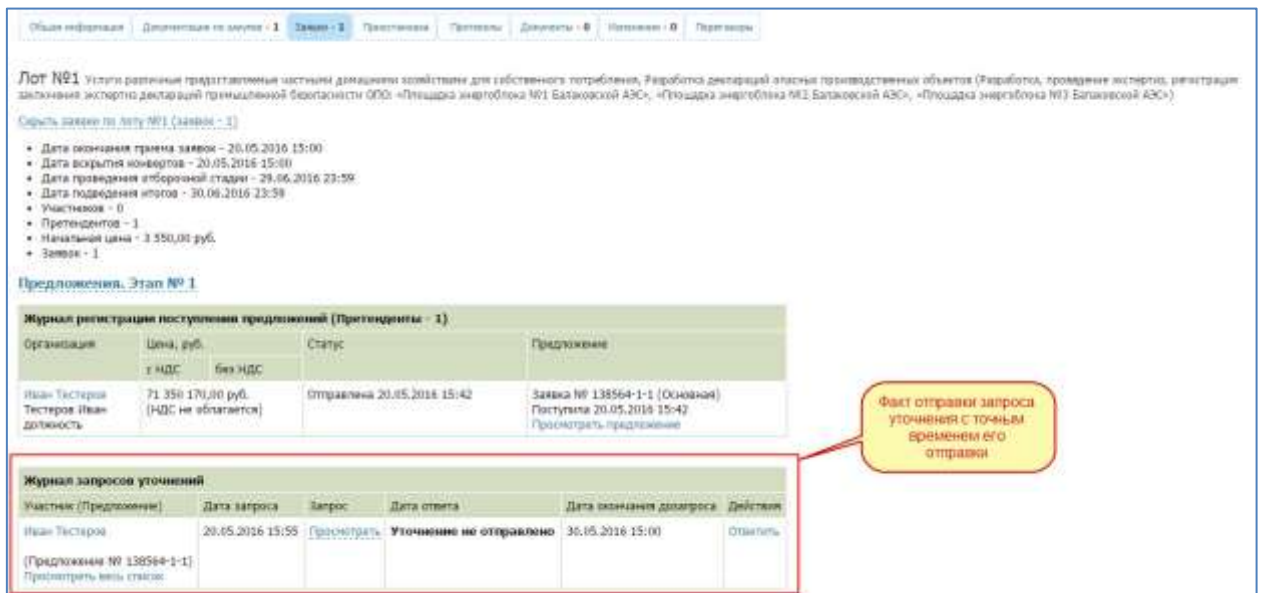 Общая информация Документация по закупке - 1 Заявки - 1 Приостановки Протоколы Документы - 0 Изменения - 0 Переговоры
Лот №1 Услуги различные предоставляемые частными домашними хозяйствами для собственного потребления, Разработка деклараций опасных производственных объектов (Разработка, проведение экспертиз, регистрация
заключения экспертиз деклараций промышленной безопасности ОПО: «Площадка энергоблока №1 Балаковской АЭС», «Площадка энергоблока №2 Балаковской АЭС», «Площадка энергоблока №3 Балаковской АЭС»)
Скрыть заявки по лоту №1 (заявок - 1)
• Дата окончания приема заявок - 20.05.2016 15:00
• Дата вскрытия конвертов - 20.05.2016 15:00
• Дата проведения отборочной стадии - 29.06.2016 23:59
• Дата подведения итогов - 30.06.2016 23:59
• Участников - 0
• Претендентов - 1
• Начальная цена - 3 550,00 руб.
• Заявок - 1
Предложения. Этап № 1
Журнал регистрации поступления предложений (Претенденты - 1)
Организация Цена, руб. Статус Предложение
с НДС без НДС
Иван Тестеров 71 350 170,00 руб. Отправлена 20.05.2016 15:42 Заявка № 138564-1-1 (Основная)
Тестеров Иван (НДС не облагается) Поступила 20.05.2016 15:42
должность Просмотреть предложение
Факт отправки запроса
уточнения с точным
временем его
отправки
Журнал запросов уточнений
Участник (Предложение) Дата запроса Запрос Дата ответа Дата окончания дозапроса Действия
Иван Тестеров 20.05.2016 15:55 Просмотреть Уточнение не отправлено 30.05.2016 15:00 Ответить
(Предложение № 138564-1-1)
Просмотреть весь список